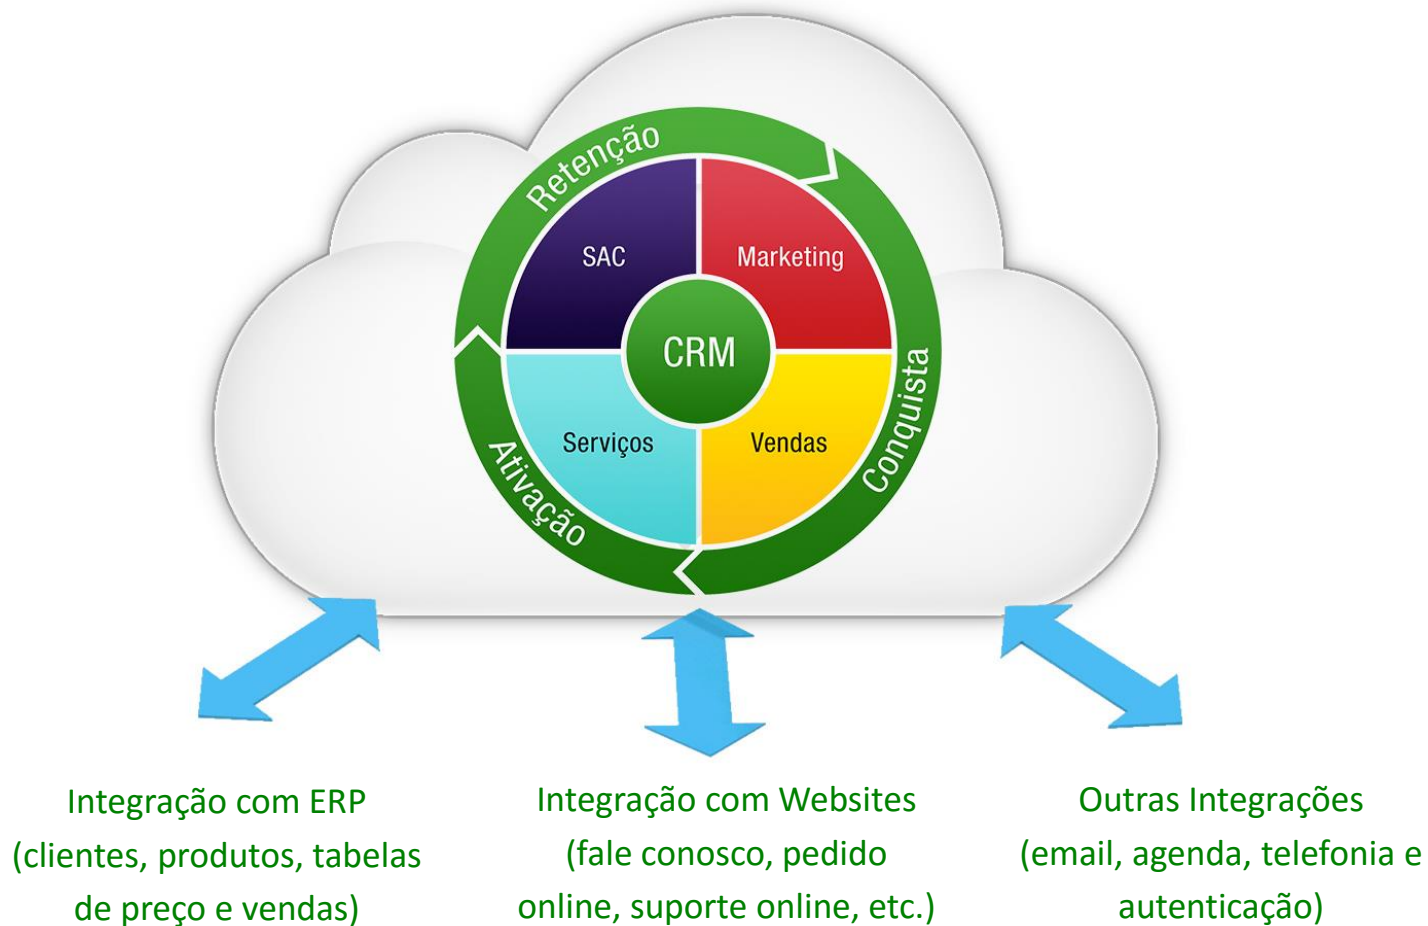 Retenção
SAC
Marketing
CRM
Conquista
Serviços
Vendas
Ativação
Integração com ERP
(clientes, produtos, tabelas
de preço e vendas)
Integração com Websites
(fale conosco, pedido
online, suporte online, etc.)
Outras Integrações
(email, agenda, telefonia e
autenticação)